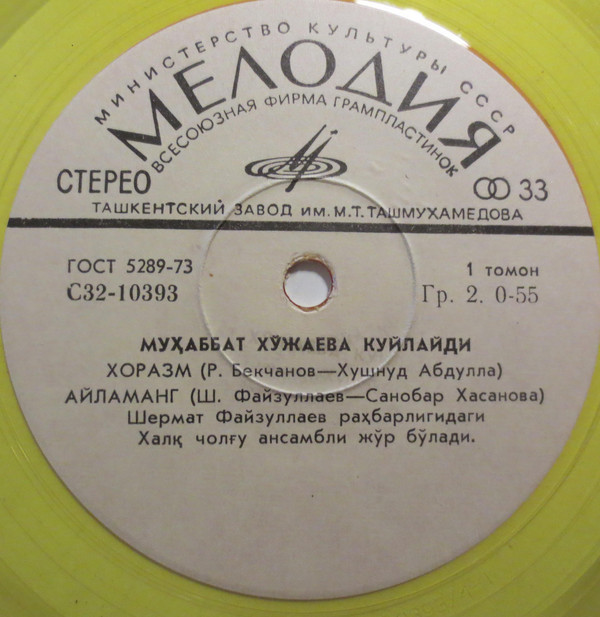 МИНИСТЕРСТВО КУЛЬТУРЫ СССР
МЕЛОДИЯ
ВСЕСОЮЗНАЯ ФИРМА ГРАМПЛАСТИНОК
СТЕРЕО
33
ТАШКЕНТСКИЙ ЗАВОД ИМ. М.Т. ТАШМУХАМЕДОВА
ГОСТ 5289-73
1 томон
С32-10393
Гр. 2. 0-55
МУҲАББАТ ХЎЖАЕВА КУЙЛАЙДИ
ХОРАЗМ (Р. Бекчанов—Хушнуд Абдулла)
АЙЛАМАНГ (Ш. Файзуллаев—Санобар Хасанова)
Шермат Файзуллаев раҳбарлигидаги
Халқ чолғу ансамбли жўр бўлади.